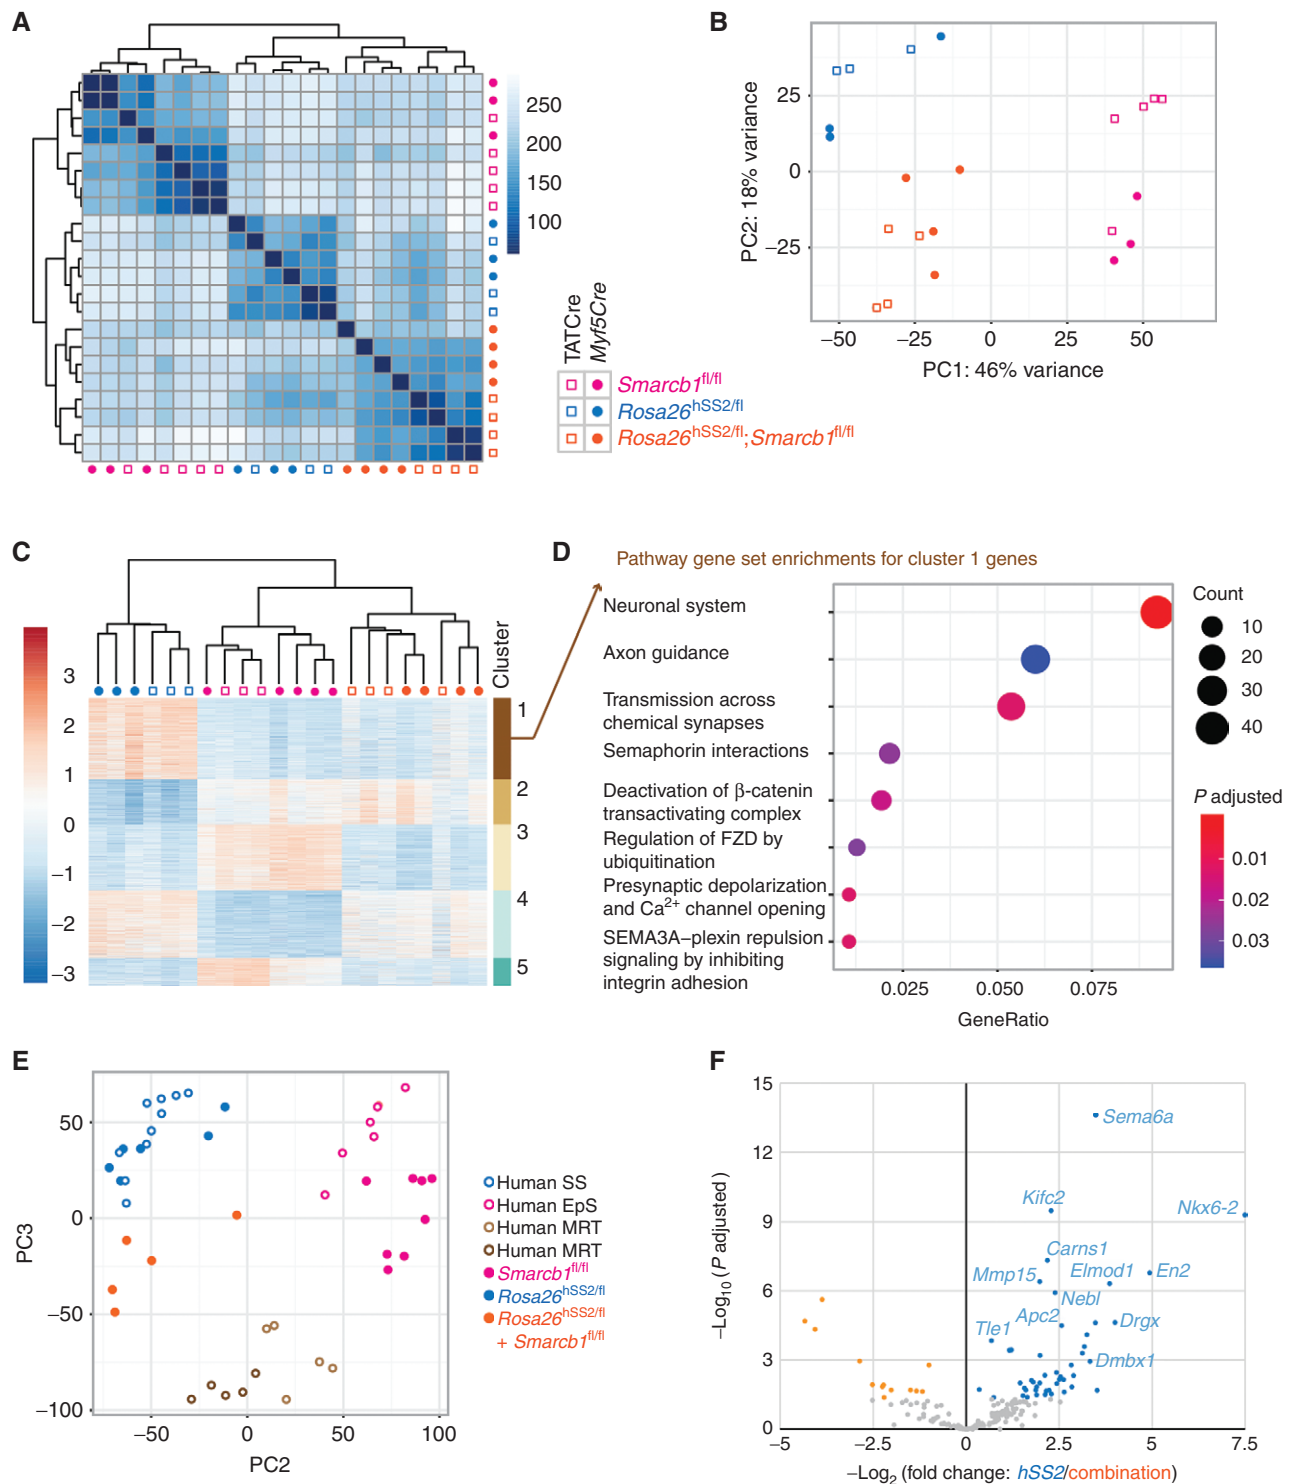 A
250
200
150
100
TATCre
Myf5Cre
Smarcb1fl/fl
Rosa26hSS2/fl
Rosa26hSS2/fl;Smarcb1fl/fl
B
PC2: 18% variance
25
0
−25
−50
−25
0
25
50
PC1: 46% variance
C
3
2
1
0
−1
−2
−3
Cluster
1
2
3
4
5
D
Pathway gene set enrichments for cluster 1 genes
Neuronal system
Axon guidance
Transmission across
chemical synapses
Semaphorin interactions
Deactivation of β-catenin
transactivating complex
Regulation of FZD by
ubiquitination
Presynaptic depolarization
and Ca2+ channel opening
SEMA3A−plexin repulsion
signaling by inhibiting
integrin adhesion
0.025
0.050
0.075
GeneRatio
Count
10
20
30
40
P adjusted
0.01
0.02
0.03
E
PC3
50
0
−50
−100
−50
0
50
100
PC2
Human SS
Human EpS
Human MRT
Human MRT
Smarcb1fl/fl
Rosa26hSS2/fl
Rosa26hSS2/fl
+ Smarcb1fl/fl
F
−Log10 (P adjusted)
15
12
9
6
3
0
Sema6a
Kifc2
Nkx6-2
Carns1
Mmp15
Elmod1
En2
Nebl
Apc2
Drgx
Tle1
Dmbx1
−5
−2.5
0
2.5
5
7.5
−Log2 (fold change: hSS2/combination)